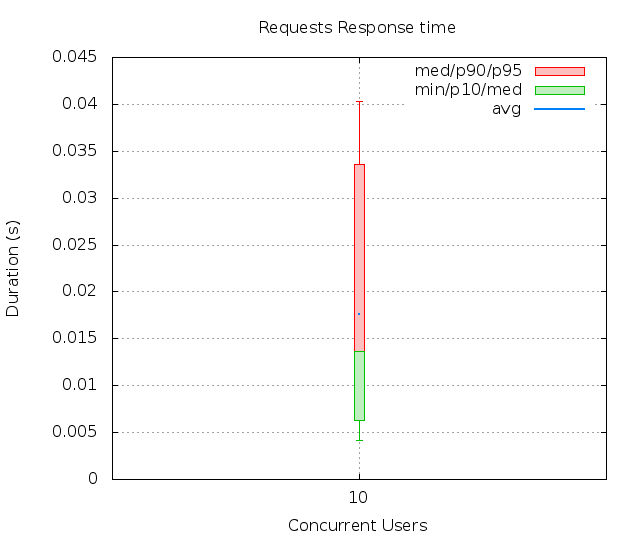 Requests Response time
0.045
0.04
0.035
0.03
0.025
0.02
0.015
0.01
0.005
0
Duration (s)
med/p90/p95
min/p10/med
avg
10
Concurrent Users